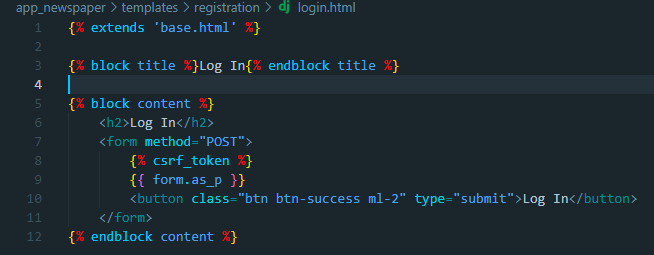 app_newspaper > templates > registration > dj login.html
1 {% extends 'base.html' %}
2
3 {% block title %}Log In{% endblock title %}
4
5 {% block content %}
6     <h2>Log In</h2>
7     <form method="POST">
8         {% csrf_token %}
9         {{ form.as_p }}
10         <button class="btn btn-success ml-2" type="submit">Log In</button>
11     </form>
12 {% endblock content %}